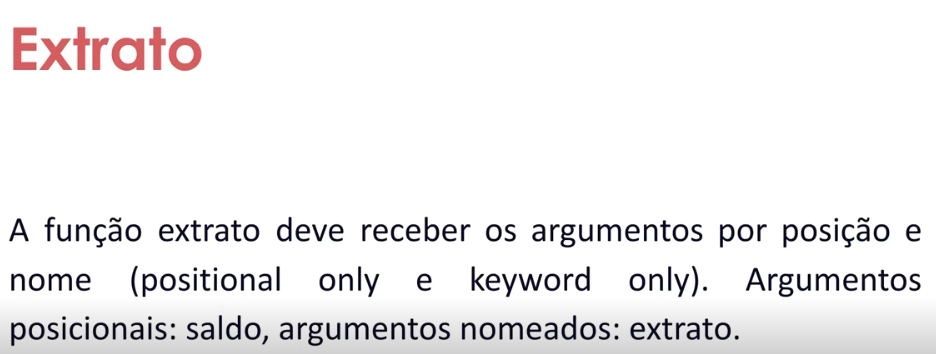 Extrato
A função extrato deve receber os argumentos por posição e
nome (positional only e keyword only). Argumentos
posicionais: saldo, argumentos nomeados: extrato.